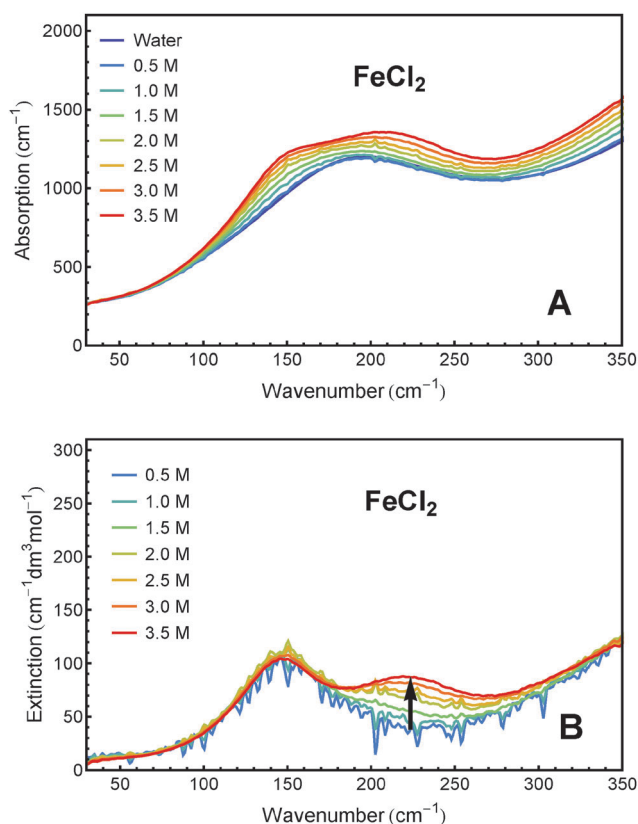 2000
1500
1000
500
0
Absorption (cm⁻¹)
Water
0.5 M
1.0 M
1.5 M
2.0 M
2.5 M
3.0 M
3.5 M
FeCl₂
A
50 100 150 200 250 300 350
Wavenumber (cm⁻¹)
300
250
200
150
100
50
0
Extinction (cm⁻¹dm³mol⁻¹)
0.5 M
1.0 M
1.5 M
2.0 M
2.5 M
3.0 M
3.5 M
FeCl₂
B
50 100 150 200 250 300 350
Wavenumber (cm⁻¹)